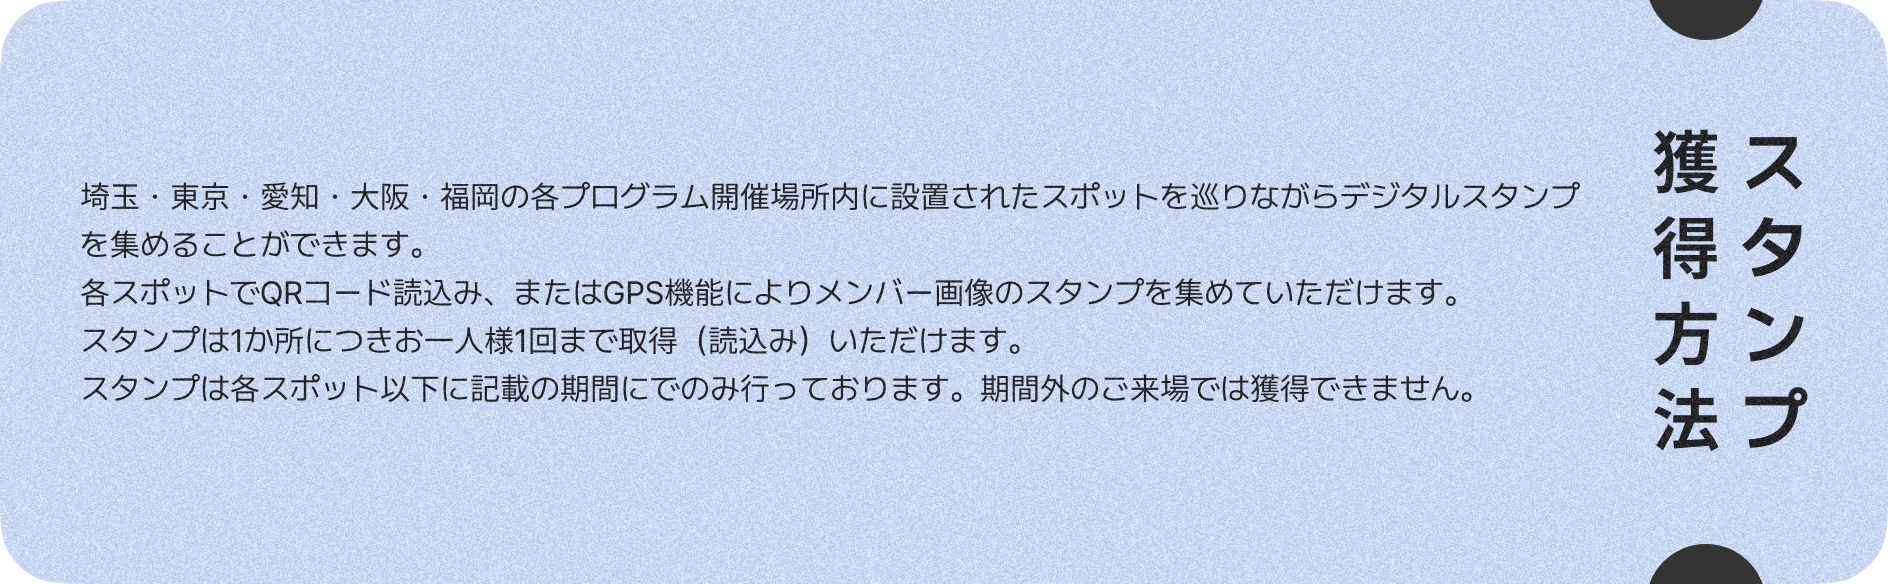 スタンプ
獲得方法
埼玉・東京・愛知・大阪・福岡の各プログラム開催場所内に設置されたスポットを巡りながらデジタルスタンプ
を集めることができます。
各スポットでQRコード読込み、またはGPS機能によりメンバー画像のスタンプを集めていただけます。
スタンプは1か所につきお一人様1回まで取得（読込み）いただけます。
スタンプは各スポット以下に記載の期間にでのみ行っております。期間外のご来場では獲得できません。